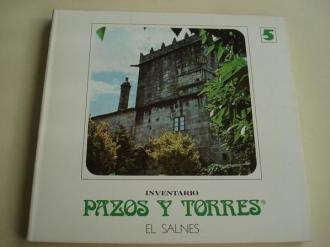 5
INVENTARIO
PAZOS Y TORRES®
EL SALNES